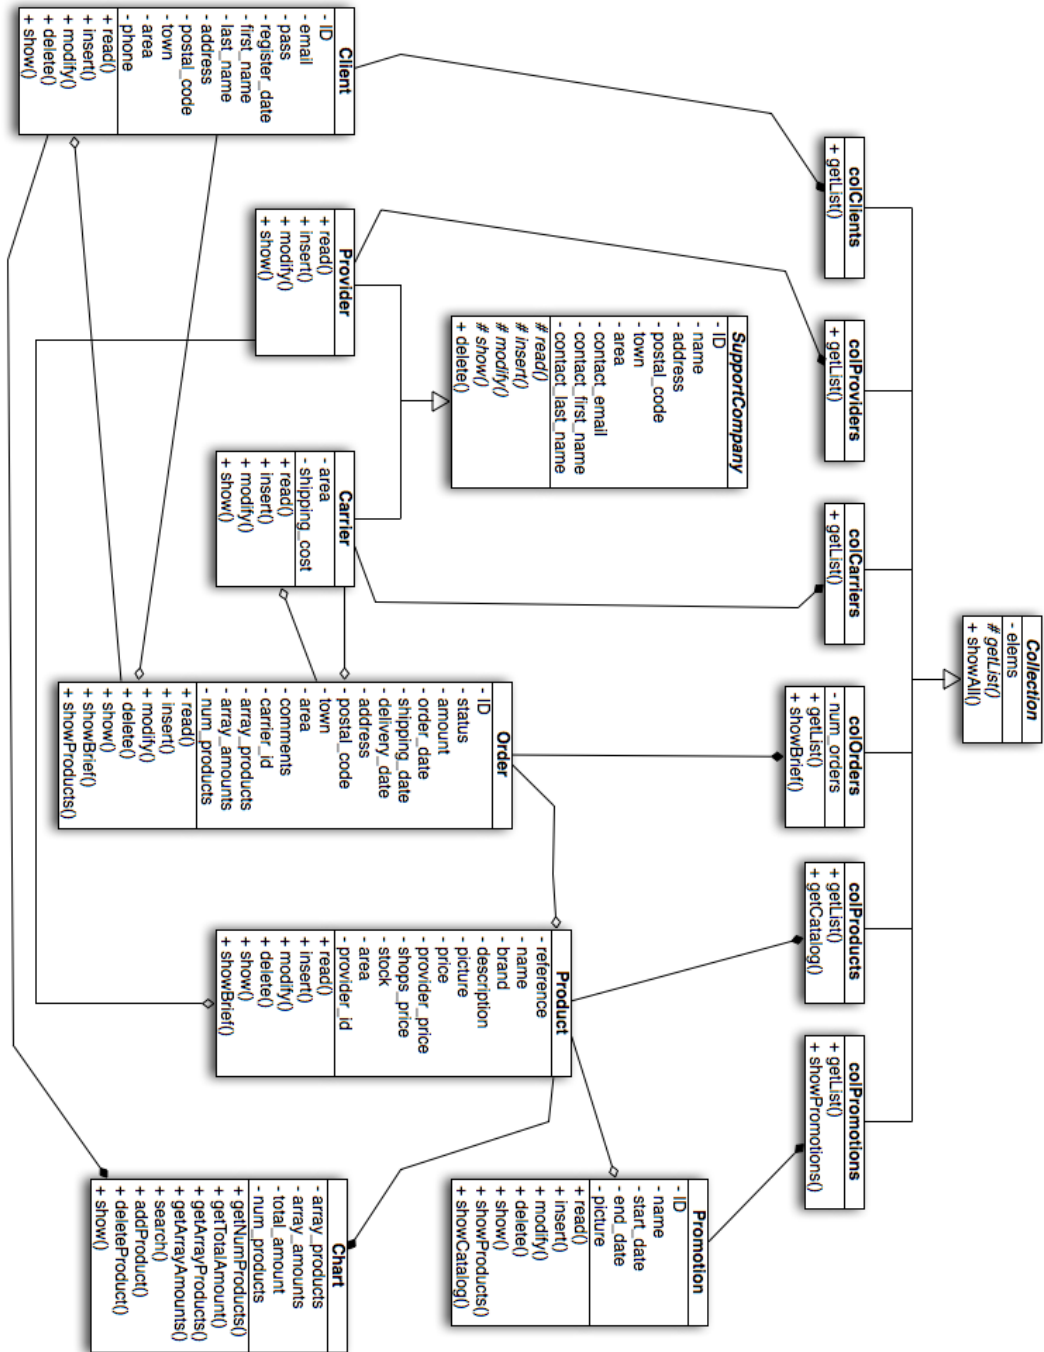 Collection
- elems
# getList()
+ showAll()
colClients
+ getList()
colProviders
+ getList()
colCarriers
+ getList()
colOrders
- num_orders
+ getList()
+ showBrief()
colProducts
+ getList()
+ getCatalog()
colPromotions
+ getList()
+ showPromotions()
SupportCompany
- ID
- name
- address
- postal_code
- town
- area
- contact_email
- contact_first_name
- contact_last_name
# read()
# insert()
# modify()
# show()
+ delete()
Promotion
- ID
- name
- start_date
- end_date
- picture
+ read()
+ insert()
+ modify()
+ delete()
+ show()
+ showProducts()
+ showCatalog()
Product
- reference
- name
- brand
- description
- picture
- price
- provider_price
- shops_price
- stock
- area
- provider_id
+ read()
+ insert()
+ modify()
+ delete()
+ show()
+ showBrief()
Order
- ID
- status
- amount
- order_date
- shipping_date
- delivery_date
- address
- postal_code
- town
- area
- comments
- carrier_id
- array_products
- array_amounts
- num_products
+ read()
+ insert()
+ modify()
+ delete()
+ show()
+ showBrief()
+ showProducts()
Client
- ID
- email
- pass
- register_date
- first_name
- last_name
- address
- postal_code
- town
- area
- phone
+ read()
+ insert()
+ modify()
+ delete()
+ show()
Provider
+ read()
+ insert()
+ modify()
+ show()
Carrier
- area
- shipping_cost
+ read()
+ insert()
+ modify()
+ show()
Chart
- array_products
- array_amounts
- total_amount
- num_products
+ getNumProducts()
+ getTotalAmount()
+ getArrayProducts()
+ getArrayAmounts()
+ search()
+ addProduct()
+ deleteProduct()
+ show()